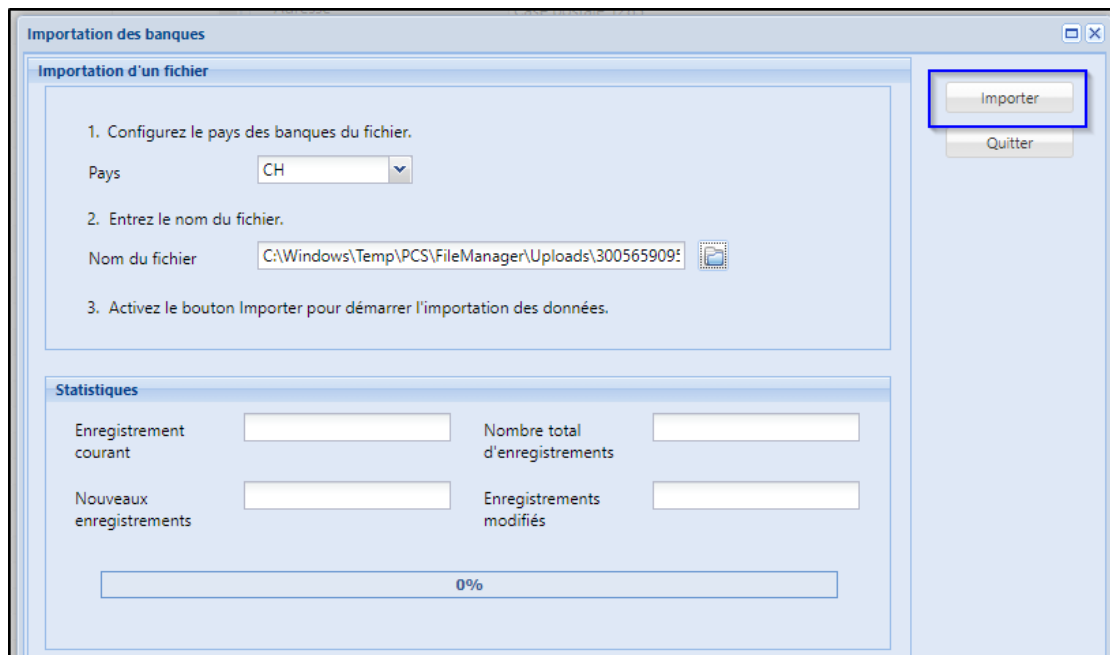 Importation des banques
Importation d'un fichier
Importer
1. Configurez le pays des banques du fichier.
Quitter
Pays
CH
2. Entrez le nom du fichier.
Nom du fichier
C:\Windows\Temp\PCS\FileManager\Uploads\300565909
3. Activez le bouton Importer pour démarrer l'importation des données.
Statistiques
Enregistrement
courant
Nombre total
d'enregistrements
Nouveaux
enregistrements
Enregistrements
modifiés
0%